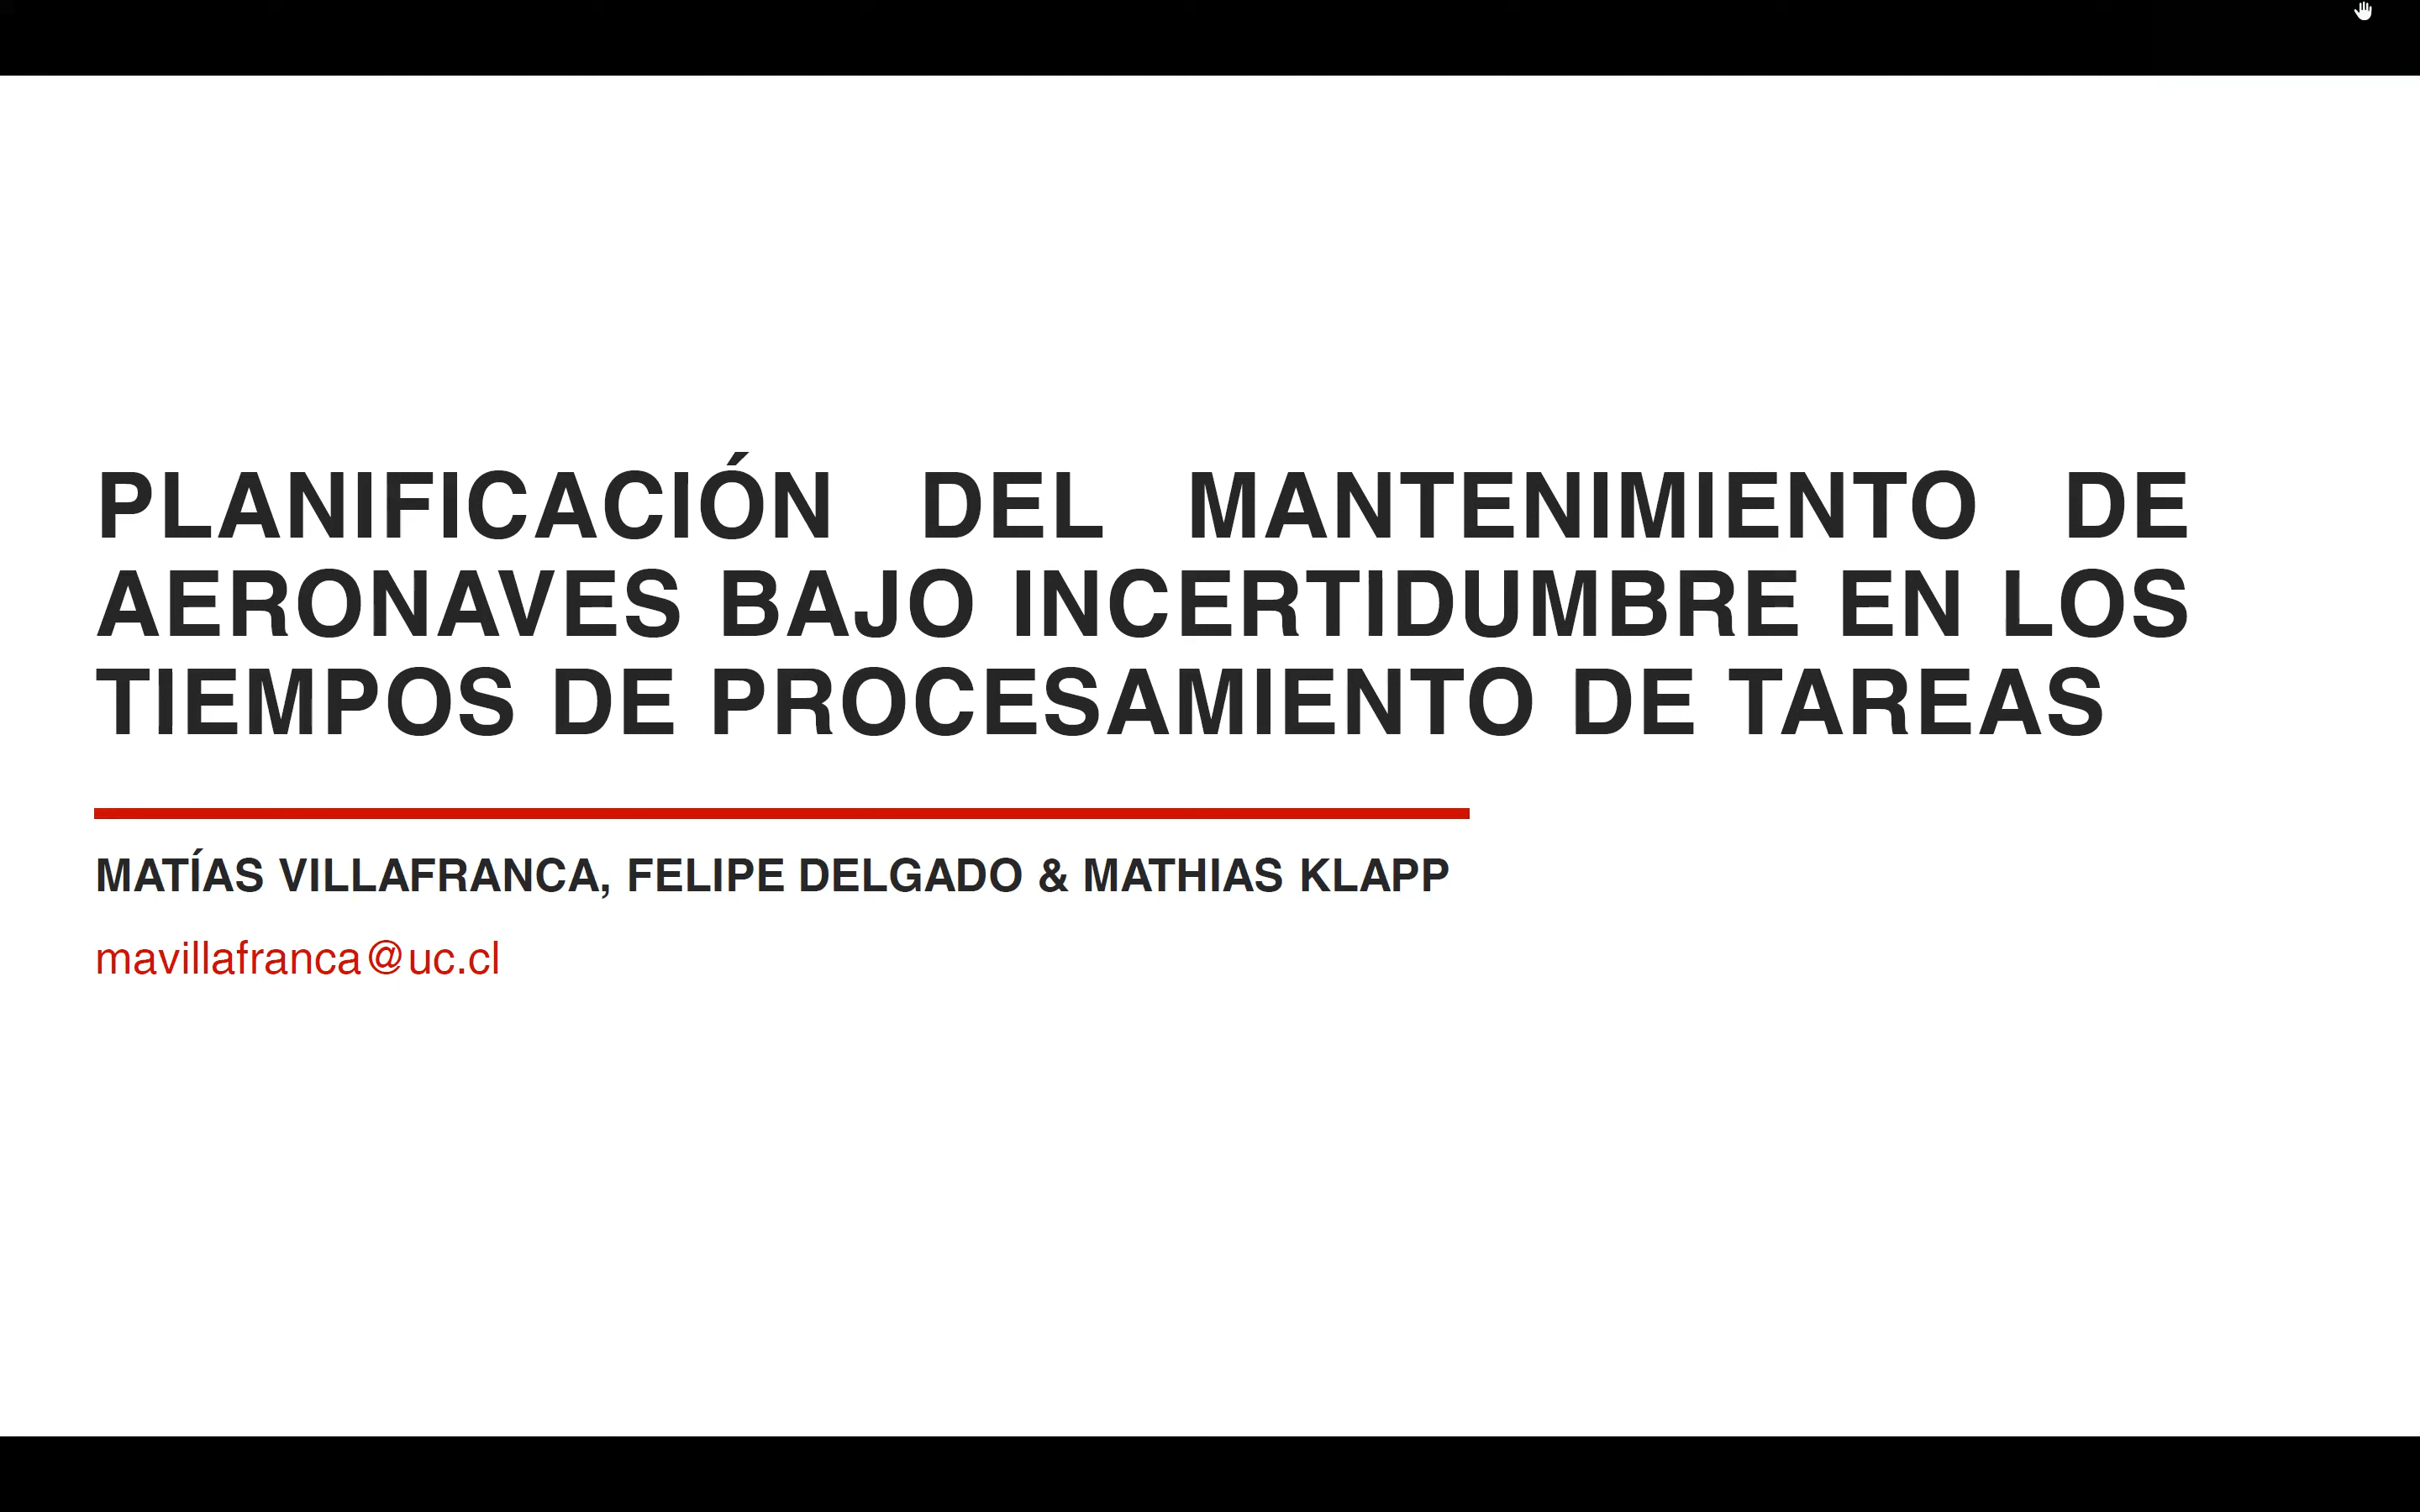 PLANIFICACIÓN DEL MANTENIMIENTO DE
AERONAVES BAJO INCERTIDUMBRE EN LOS
TIEMPOS DE PROCESAMIENTO DE TAREAS
MATÍAS VILLAFRANCA, FELIPE DELGADO & MATHIAS KLAPP
mavillafranca@uc.cl